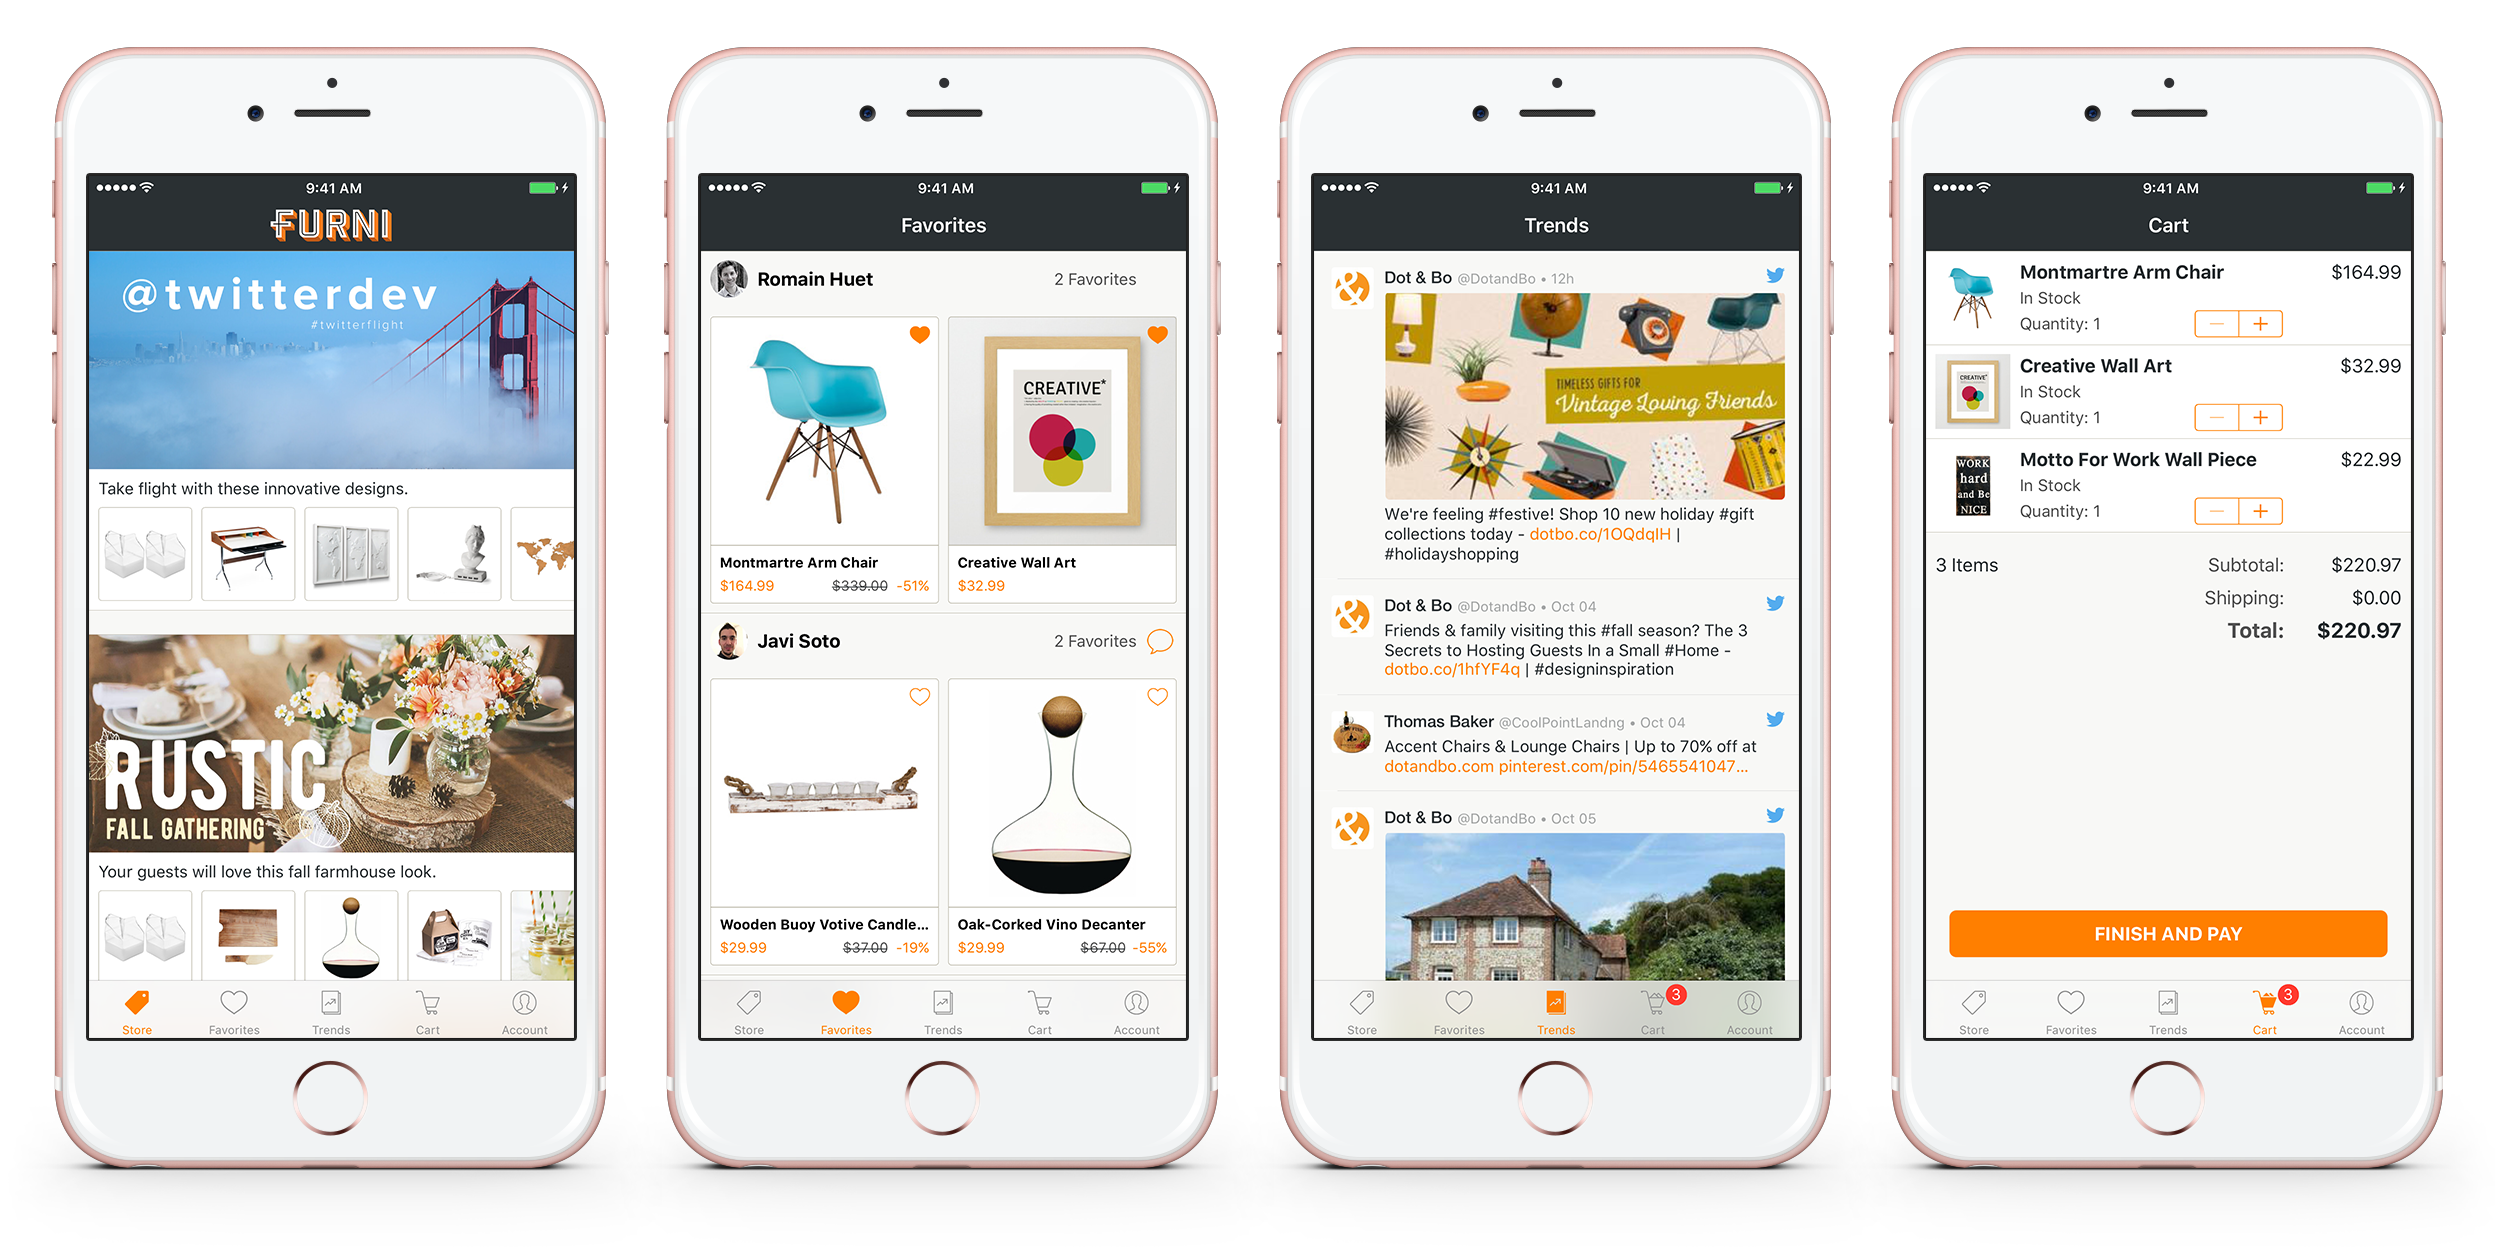 9:41 AM
FURNI
@twitterdev
#twitterflight
Take flight with these innovative designs.
RUSTIC
FALL GATHERING
Your guests will love this fall farmhouse look.
Store
Favorites
Trends
Cart
Account
9:41 AM
Favorites
Romain Huet
2 Favorites
CREATIVE*
Montmartre Arm Chair
$164.99 $339.00 -51%
Creative Wall Art
$32.99
Javi Soto
2 Favorites
Wooden Buoy Votive Candle...
$29.99 $37.00 -19%
Oak-Corked Vino Decanter
$29.99 $67.00 -55%
Store
Favorites
Trends
Cart
Account
9:41 AM
Trends
Dot & Bo @DotandBo • 12h
TIMELESS GIFTS FOR
Vintage Loving Friends
We're feeling #festive! Shop 10 new holiday #gift
collections today - dotbo.co/1OQdqIH |
#holidayshopping
Dot & Bo @DotandBo • Oct 04
Friends & family visiting this #fall season? The 3
Secrets to Hosting Guests In a Small #Home -
dotbo.co/1hfYF4q | #designinspiration
Thomas Baker @CoolPointLandng • Oct 04
Accent Chairs & Lounge Chairs | Up to 70% off at
dotandbo.com pinterest.com/pin/5465541047...
Dot & Bo @DotandBo • Oct 05
Store
Favorites
Trends
3
Cart
Account
9:41 AM
Cart
Montmartre Arm Chair $164.99
In Stock
Quantity: 1
− +
CREATIVE*
Creative Wall Art $32.99
In Stock
Quantity: 1
− +
WORK
hard
and Be
NICE
Motto For Work Wall Piece $22.99
In Stock
Quantity: 1
− +
3 Items
Subtotal: $220.97
Shipping: $0.00
Total: $220.97
FINISH AND PAY
Store
Favorites
Trends
3
Cart
Account